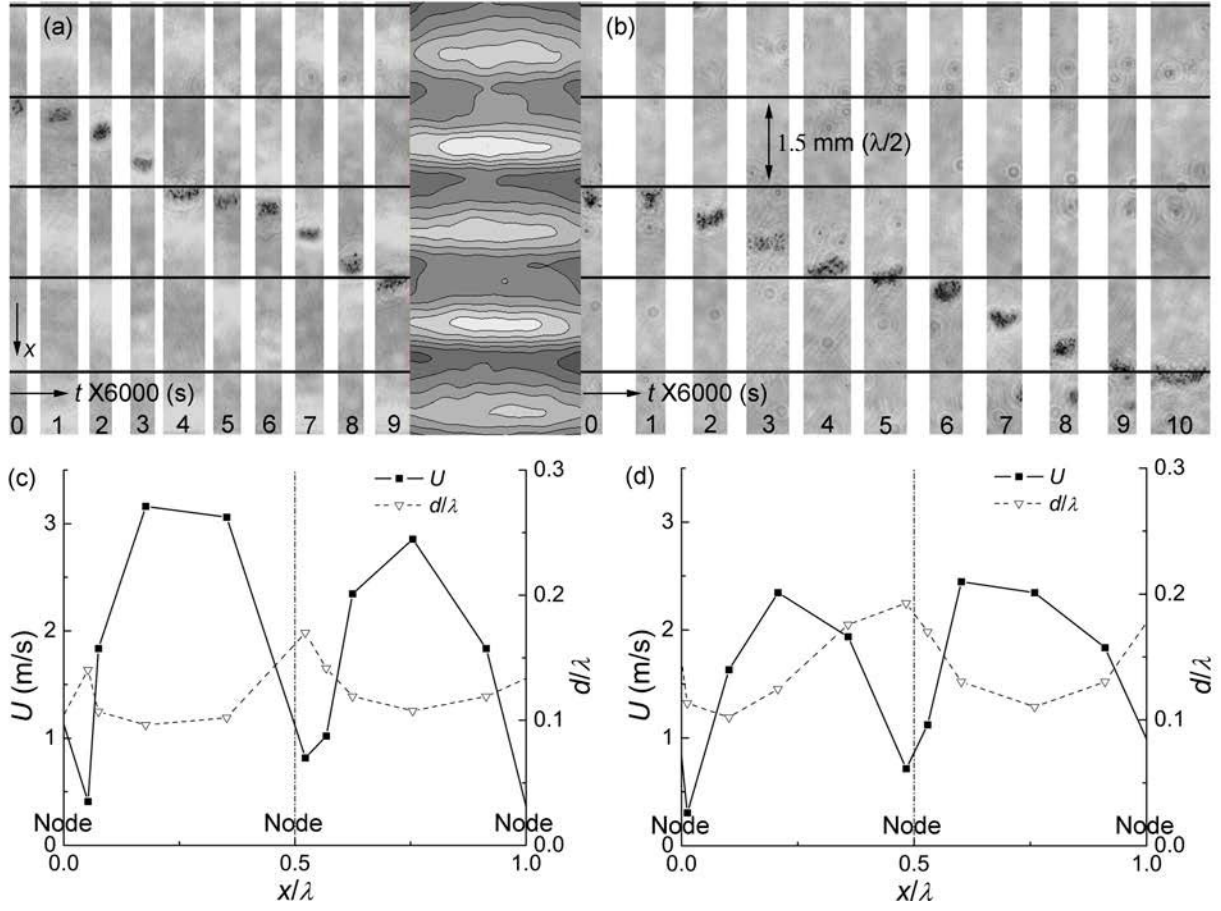 (a)
(b)
1.5 mm (λ/2)
x
t X6000 (s)
t X6000 (s)
0 1 2 3 4 5 6 7 8 9
0 1 2 3 4 5 6 7 8 9 10
(c)
U
d/λ
0.3
3
0.2
2
U (m/s)
d/λ
0.1
1
Node Node Node
0 0.0
0.0 0.5 1.0
x/λ
(d)
U
d/λ
0.3
3
0.2
2
U (m/s)
d/λ
0.1
1
Node Node Node
0 0.0
0.0 0.5 1.0
x/λ